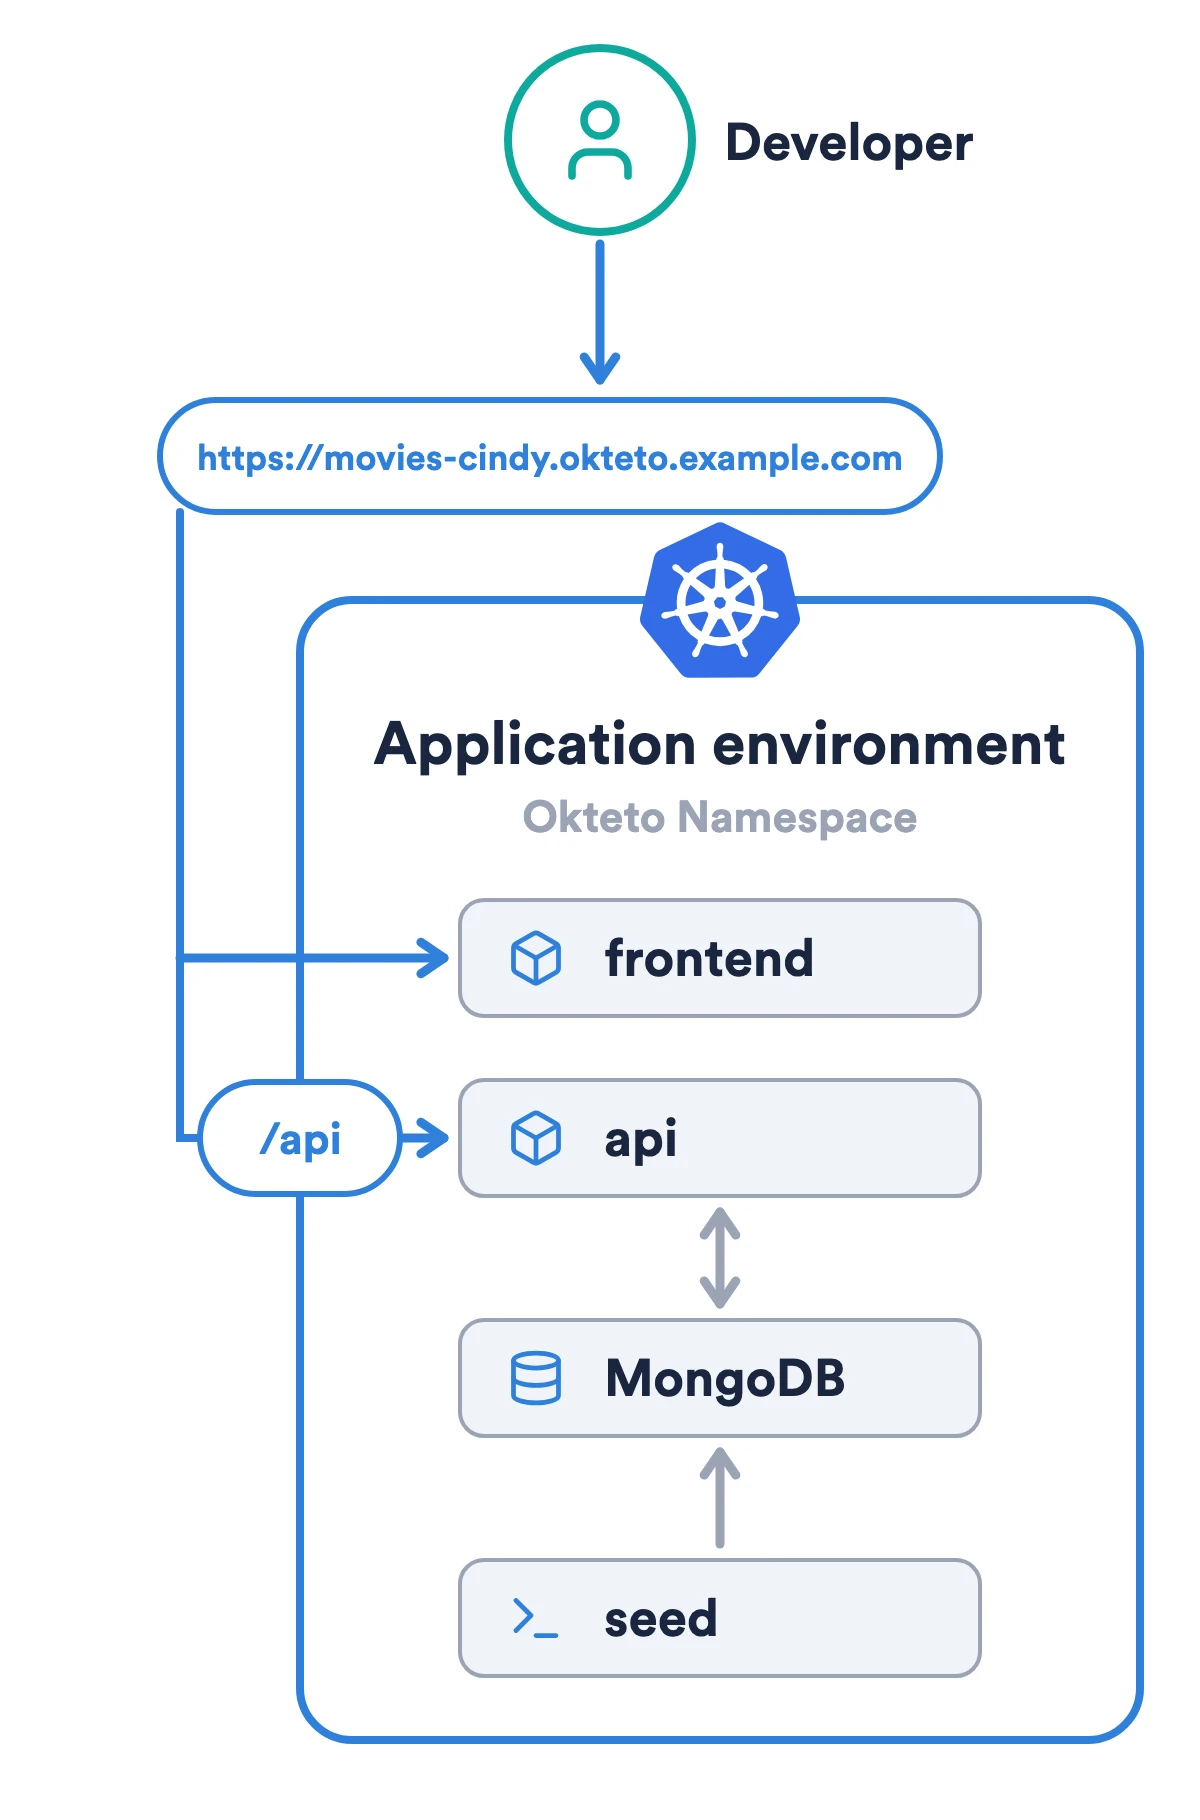 Developer
https://movies-cindy.okteto.example.com
Application environment
Okteto Namespace
frontend
/api
api
MongoDB
seed